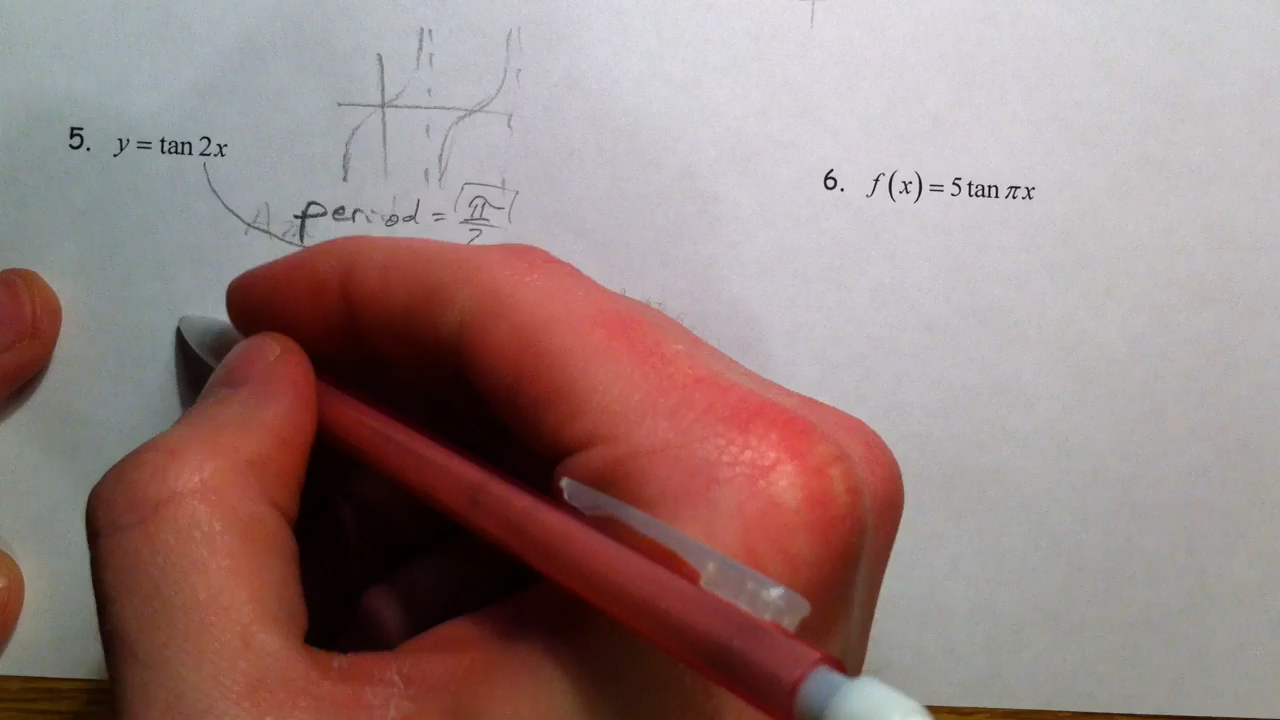 5. y = tan 2x
period = π/2
6. f(x) = 5 tan πx